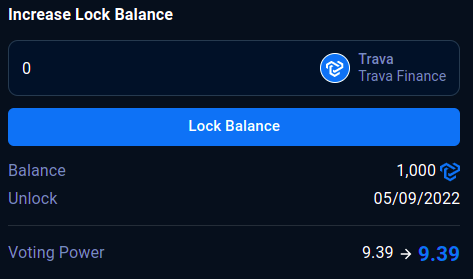 Increase Lock Balance
0
Trava
Trava Finance
Lock Balance
Balance 1,000
Unlock 05/09/2022
Voting Power 9.39 → 9.39